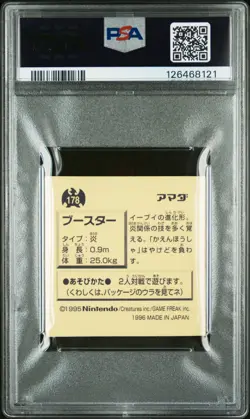 PSA
126468121
178
アマダ
ブースター
タイプ：炎
身　長：0.9m
体　重：25.0kg
イーブイの進化形。
炎関係の技を多く覚
える。「かえんほうし
ゃ」はやけどを負わ
す。
●あそびかた● 2人対戦で遊びます。
(くわしくは、パッケージのウラを見てネ)
©1995 Nintendo/Creatures inc./GAME FREAK inc.
1996 MADE IN JAPAN